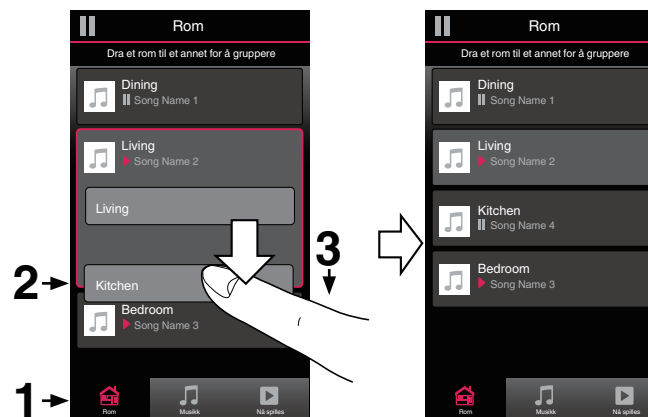 Rom
Dra et rom til et annet for å gruppere
Dining
Song Name 1
Living
Song Name 2
Living
Kitchen
Bedroom
Song Name 3
Rom
Musikk
Nå spilles
1
2
3
Rom
Dra et rom til et annet for å gruppere
Dining
Song Name 1
Living
Song Name 2
Kitchen
Song Name 4
Bedroom
Song Name 3
Rom
Musikk
Nå spilles